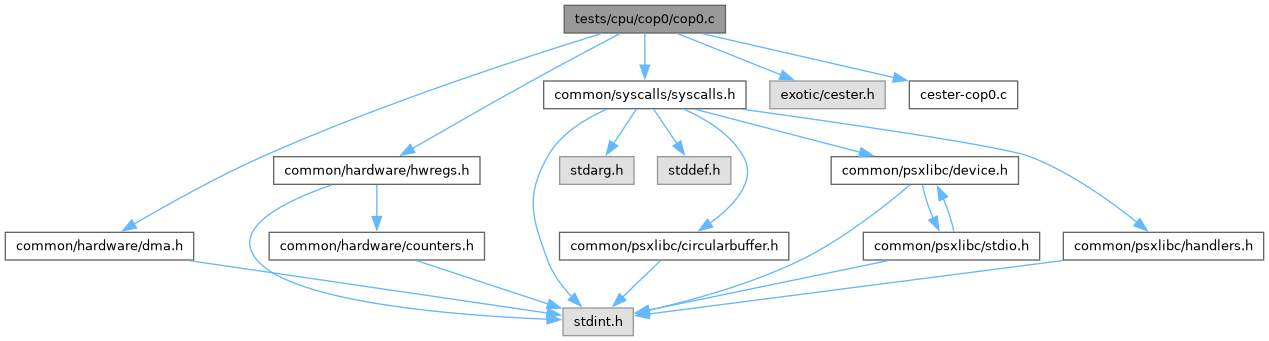 tests/cpu/cop0/cop0.c
common/syscalls/syscalls.h
exotic/cester.h
cester-cop0.c
common/hardware/hwregs.h
stdarg.h
stddef.h
common/psxlibc/device.h
common/hardware/dma.h
common/hardware/counters.h
common/psxlibc/circularbuffer.h
common/psxlibc/stdio.h
common/psxlibc/handlers.h
stdint.h